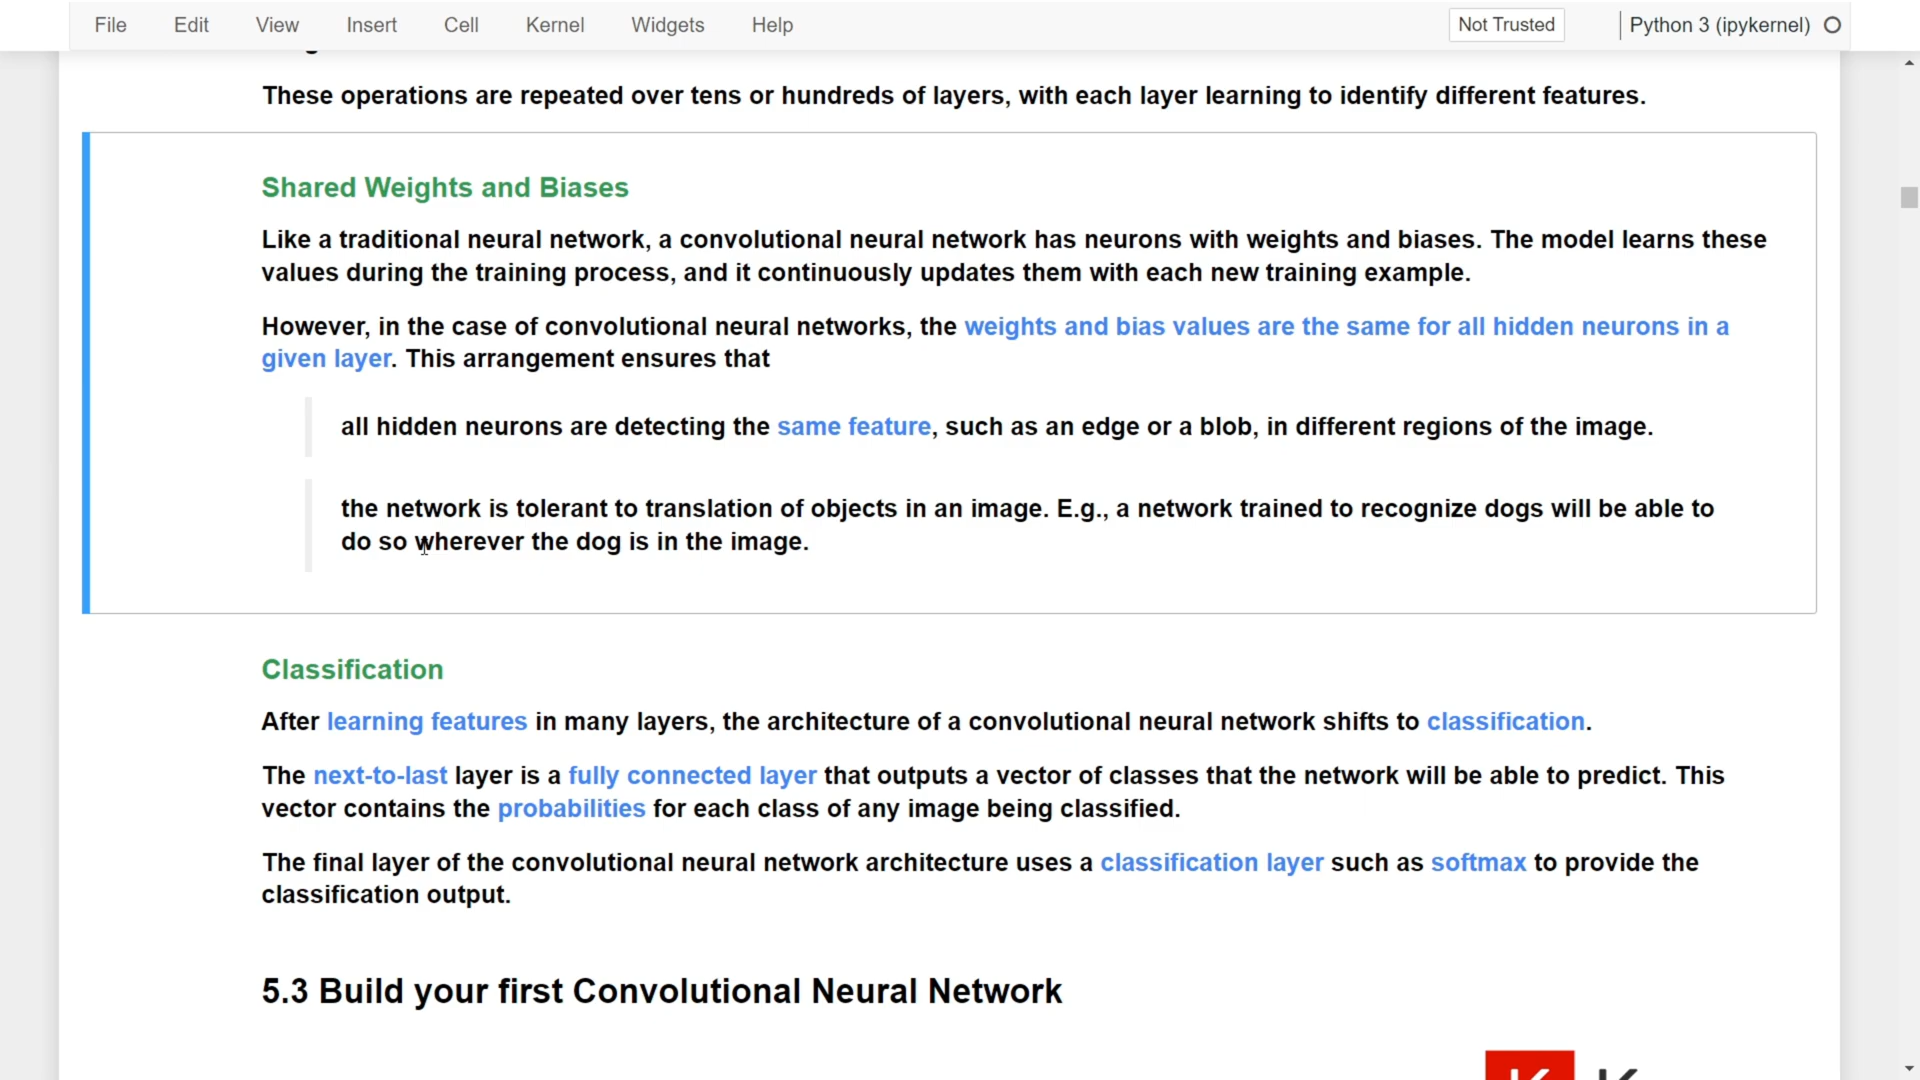 File Edit View Insert Cell Kernel Widgets Help Not Trusted Python 3 (ipykernel)
These operations are repeated over tens or hundreds of layers, with each layer learning to identify different features.
Shared Weights and Biases
Like a traditional neural network, a convolutional neural network has neurons with weights and biases. The model learns these
values during the training process, and it continuously updates them with each new training example.
However, in the case of convolutional neural networks, the weights and bias values are the same for all hidden neurons in a
given layer. This arrangement ensures that
all hidden neurons are detecting the same feature, such as an edge or a blob, in different regions of the image.
the network is tolerant to translation of objects in an image. E.g., a network trained to recognize dogs will be able to
do so wherever the dog is in the image.
Classification
After learning features in many layers, the architecture of a convolutional neural network shifts to classification.
The next-to-last layer is a fully connected layer that outputs a vector of classes that the network will be able to predict. This
vector contains the probabilities for each class of any image being classified.
The final layer of the convolutional neural network architecture uses a classification layer such as softmax to provide the
classification output.
5.3 Build your first Convolutional Neural Network